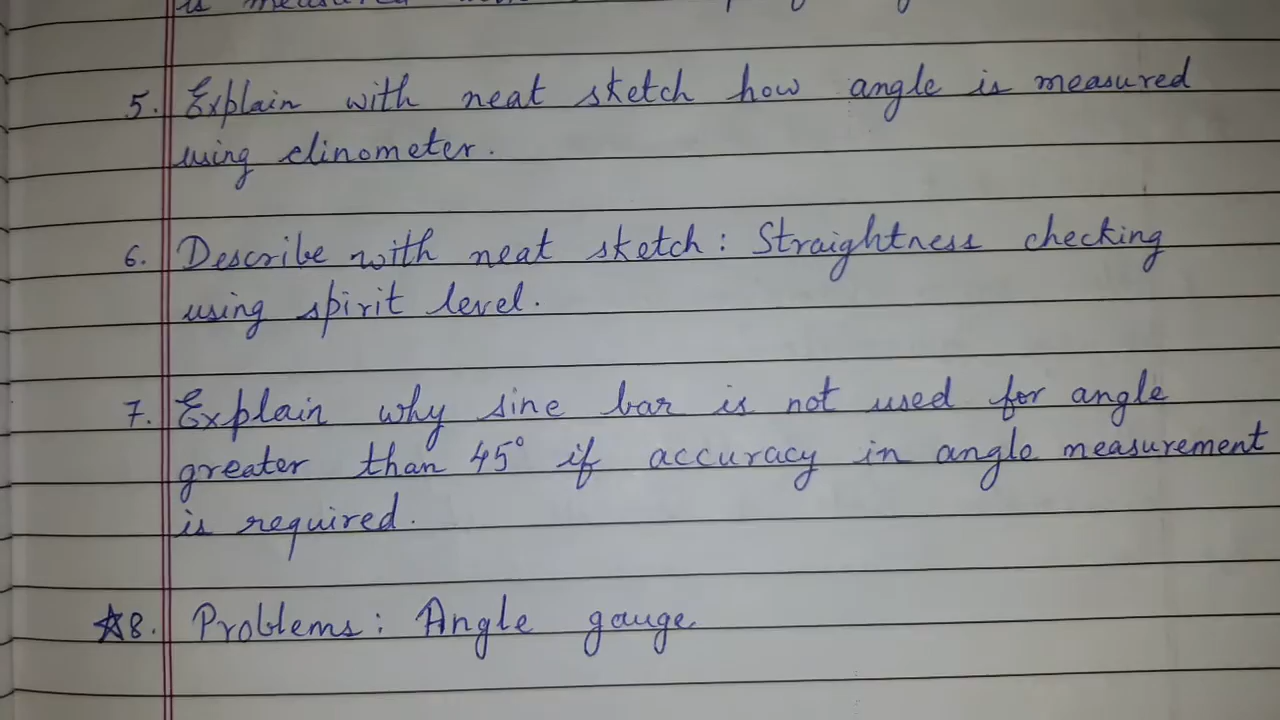 is measured
5. Explain with neat sketch how angle is measured
using clinometer.
6. Describe with neat sketch: Straightness checking
using spirit level.
7. Explain why sine bar is not used for angle
greater than 45° if accuracy in angle measurement
is required.
☆8. Problems: Angle gauge